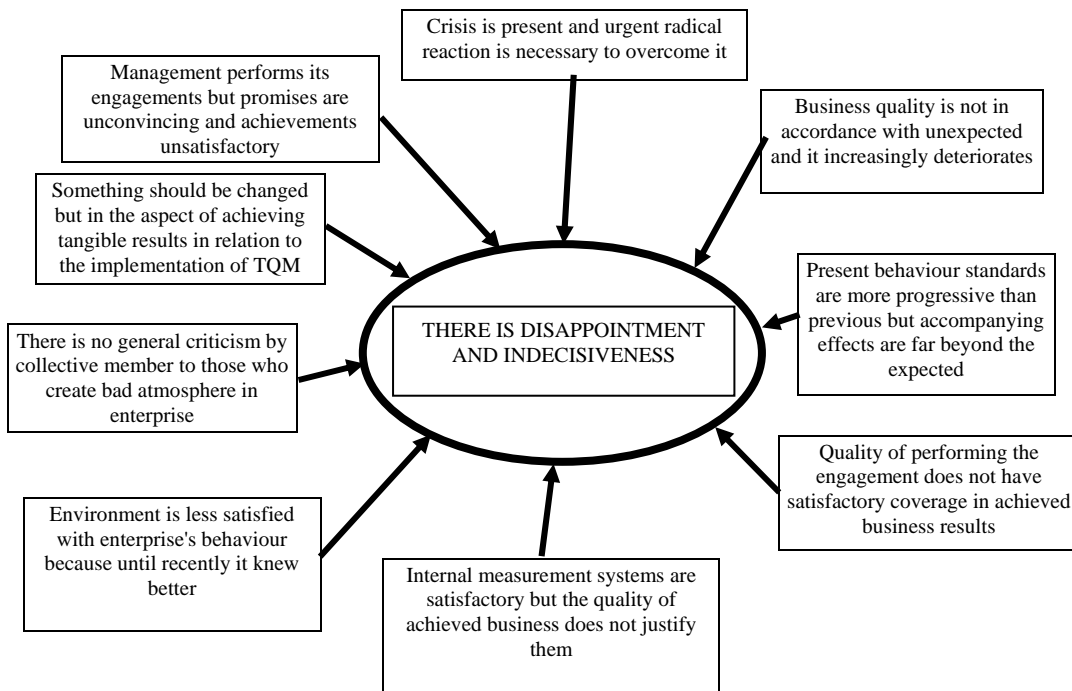 Crisis is present and urgent radical
reaction is necessary to overcome it
Management performs its
engagements but promises are
unconvincing and achievements
unsatisfactory
Business quality is not in
accordance with unexpected
and it increasingly deteriorates
Something should be changed
but in the aspect of achieving
tangible results in relation to
the implementation of TQM
Present behaviour standards
are more progressive than
previous but accompanying
effects are far beyond the
expected
THERE IS DISAPPOINTMENT
AND INDECISIVENESS
There is no general criticism by
collective member to those who
create bad atmosphere in
enterprise
Quality of performing the
engagement does not have
satisfactory coverage in achieved
business results
Environment is less satisfied
with enterprise's behaviour
because until recently it knew
better
Internal measurement systems are
satisfactory but the quality of
achieved business does not justify
them